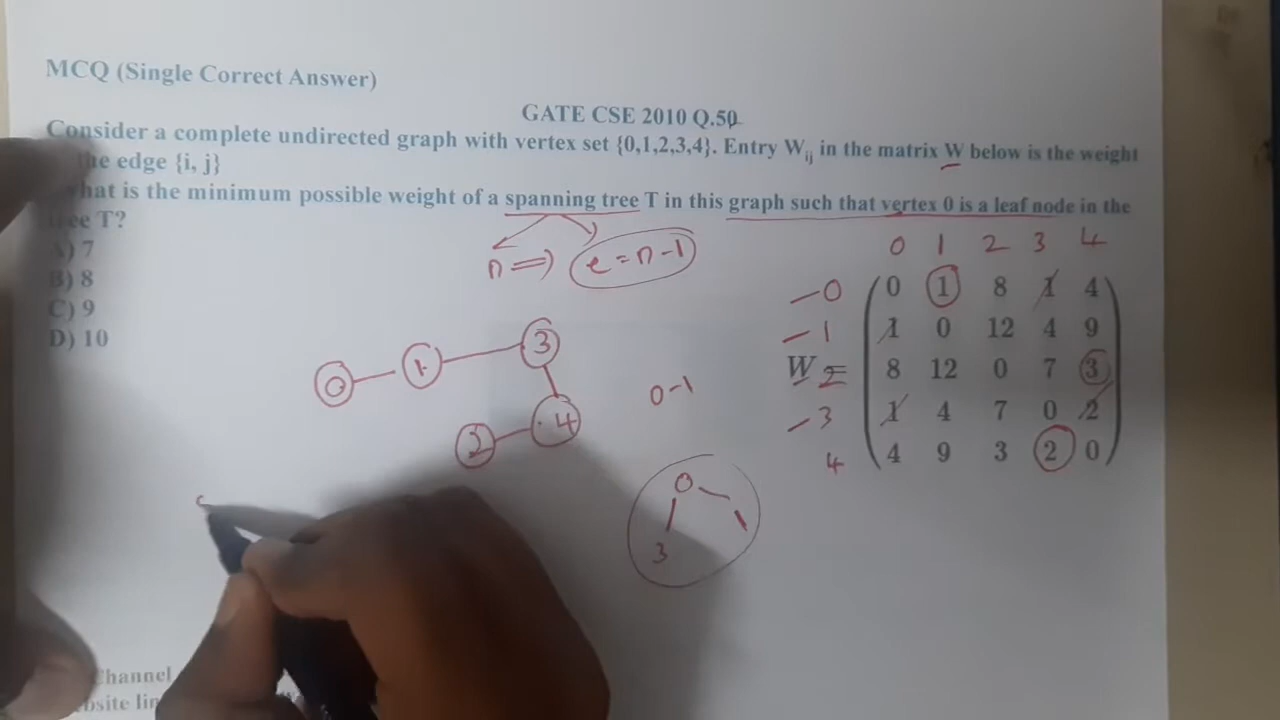 MCQ (Single Correct Answer)
GATE CSE 2010 Q.50
Consider a complete undirected graph with vertex set {0,1,2,3,4}. Entry Wij in the matrix W below is the weight
the edge {i, j}
hat is the minimum possible weight of a spanning tree T in this graph such that vertex 0 is a leaf node in the
tree T?
A) 7
B) 8
C) 9
D) 10
n ⇒ e = n-1
0 1 2 3 4
0 0 1 8 1 4
1 1 0 12 4 9
W = 2 8 12 0 7 3
3 1 4 7 0 2
4 4 9 3 2 0
0 1 3
2 4
0-1
0
3
Channel
bsite lin